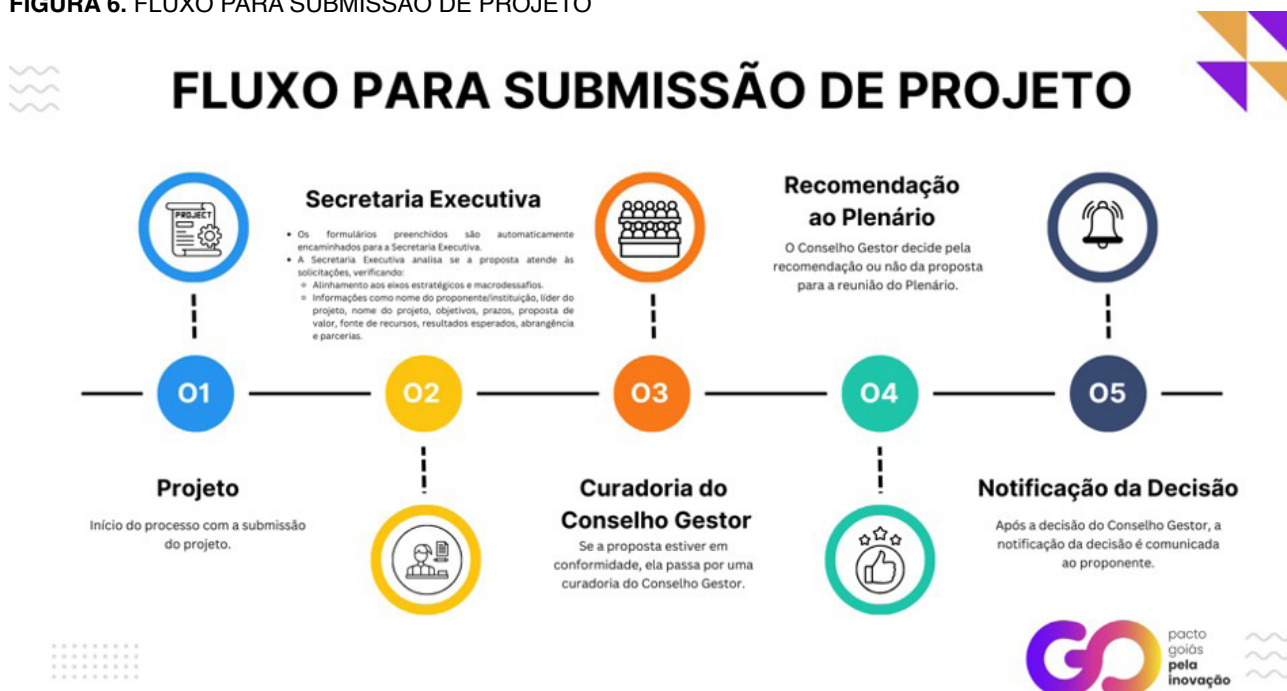 FIGURA 6. FLUXO PARA SUBMISSÃO DE PROJETO
FLUXO PARA SUBMISSÃO DE PROJETO
PROJECT
01
Projeto
Início do processo com a submissão
do projeto.
Secretaria Executiva
• Os formulários preenchidos são automaticamente
encaminhados para a Secretaria Executiva.
• A Secretaria Executiva analisa se a proposta atende às
solicitações, verificando:
◦ Alinhamento aos eixos estratégicos e macrodessafios.
◦ Informações como nome do proponente/instituição, líder do
projeto, nome do projeto, objetivos, prazos, proposta de
valor, fonte de recursos, resultados esperados, abrangência
e parcerias.
02
03
Curadoria do
Conselho Gestor
Se a proposta estiver em
conformidade, ela passa por uma
curadoria do Conselho Gestor.
Recomendação
ao Plenário
O Conselho Gestor decide pela
recomendação ou não da proposta
para a reunião do Plenário.
04
05
Notificação da Decisão
Após a decisão do Conselho Gestor, a
notificação da decisão é comunicada
ao proponente.
GO
pacto
goiás
pela
inovação